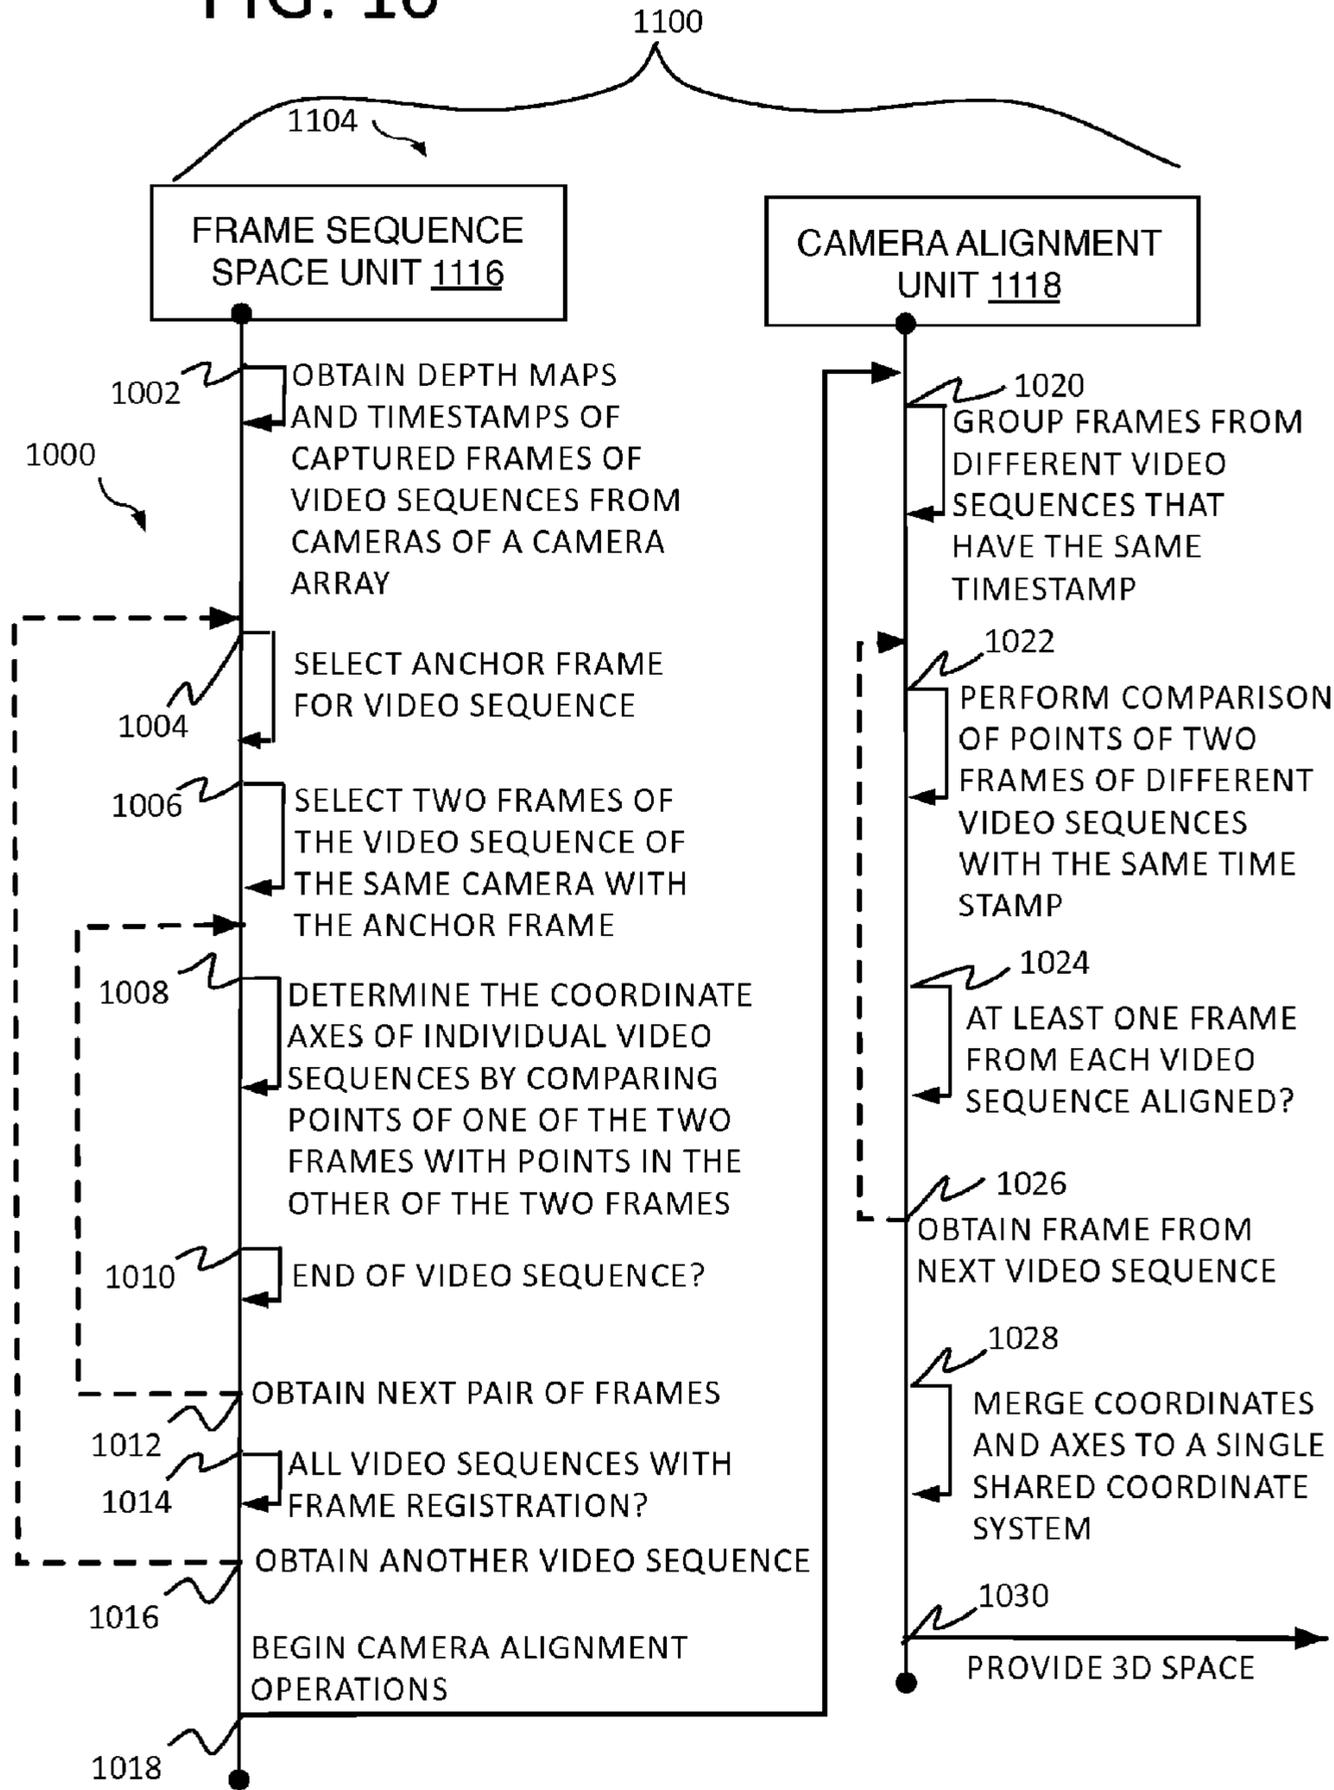 1100
1104
FRAME SEQUENCE
SPACE UNIT 1116
1002
OBTAIN DEPTH MAPS
AND TIMESTAMPS OF
CAPTURED FRAMES OF
VIDEO SEQUENCES FROM
CAMERAS OF A CAMERA
ARRAY
1000
1004
SELECT ANCHOR FRAME
FOR VIDEO SEQUENCE
1006
SELECT TWO FRAMES OF
THE VIDEO SEQUENCE OF
THE SAME CAMERA WITH
THE ANCHOR FRAME
1008
DETERMINE THE COORDINATE
AXES OF INDIVIDUAL VIDEO
SEQUENCES BY COMPARING
POINTS OF ONE OF THE TWO
FRAMES WITH POINTS IN THE
OTHER OF THE TWO FRAMES
1010
END OF VIDEO SEQUENCE?
OBTAIN NEXT PAIR OF FRAMES
1012
1014
ALL VIDEO SEQUENCES WITH
FRAME REGISTRATION?
OBTAIN ANOTHER VIDEO SEQUENCE
1016
BEGIN CAMERA ALIGNMENT
OPERATIONS
1018
CAMERA ALIGNMENT
UNIT 1118
1020
GROUP FRAMES FROM
DIFFERENT VIDEO
SEQUENCES THAT
HAVE THE SAME
TIMESTAMP
1022
PERFORM COMPARISON
OF POINTS OF TWO
FRAMES OF DIFFERENT
VIDEO SEQUENCES
WITH THE SAME TIME
STAMP
1024
AT LEAST ONE FRAME
FROM EACH VIDEO
SEQUENCE ALIGNED?
1026
OBTAIN FRAME FROM
NEXT VIDEO SEQUENCE
1028
MERGE COORDINATES
AND AXES TO A SINGLE
SHARED COORDINATE
SYSTEM
1030
PROVIDE 3D SPACE